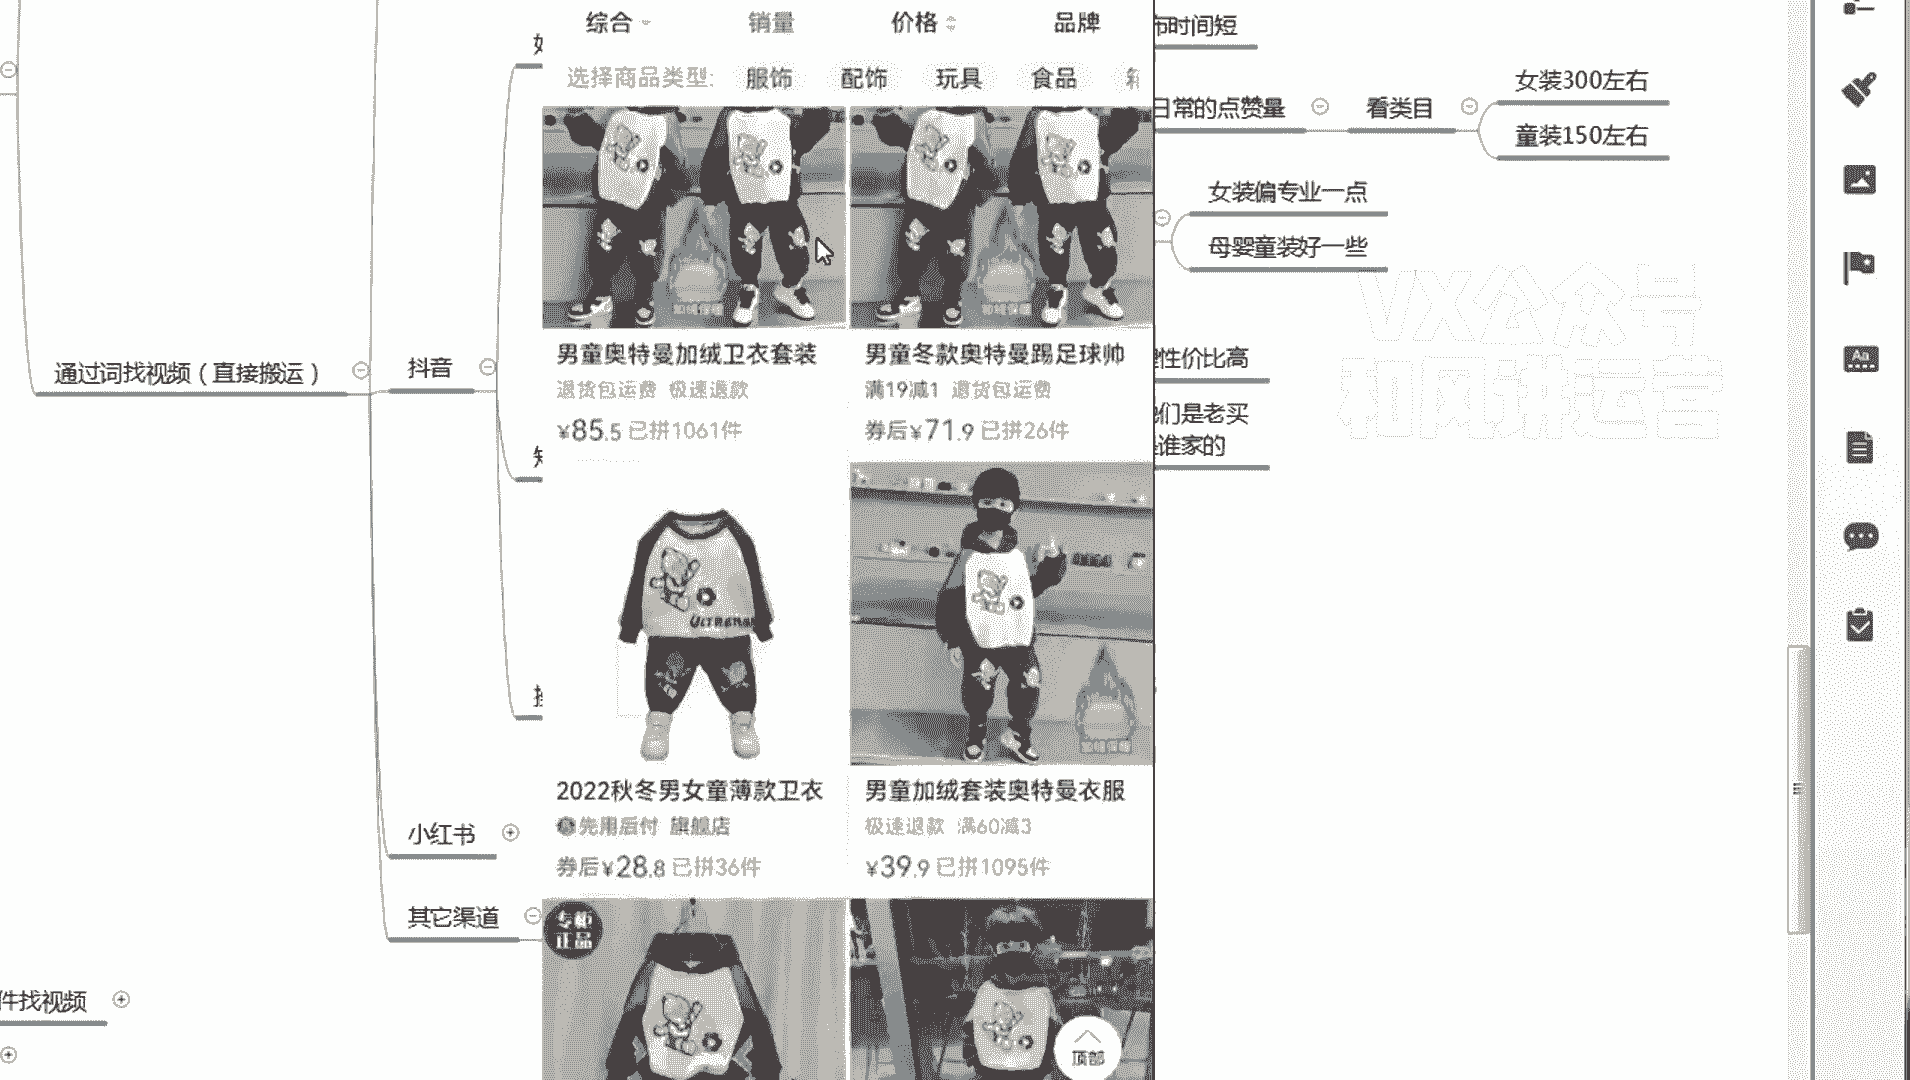 综合
销量
价格
品牌
选择商品类型:
服饰
配饰
玩具
食品
布时间短
女装300左右
日常的点赞量
看类目
童装150左右
女装偏专业一点
母婴童装好一些
VX公众号
和风讲运营
通过词找视频（直接搬运）
抖音
男童奥特曼加绒卫衣套装
退货包运费 极速退款
¥85.5 已拼1061件
男童冬款奥特曼踢足球帅
满19减1 退货包运费
券后¥71.9 已拼26件
性价比高
们是老买
谁家的
ULTRAMAN
加绒保暖
2022秋冬男女童薄款卫衣
先用后付 旗舰店
券后¥28.8 已拼36件
男童加绒套装奥特曼衣服
极速退款 满60减3
¥39.9 已拼1095件
小红书
其它渠道
专柜
正品
件找视频
顶部